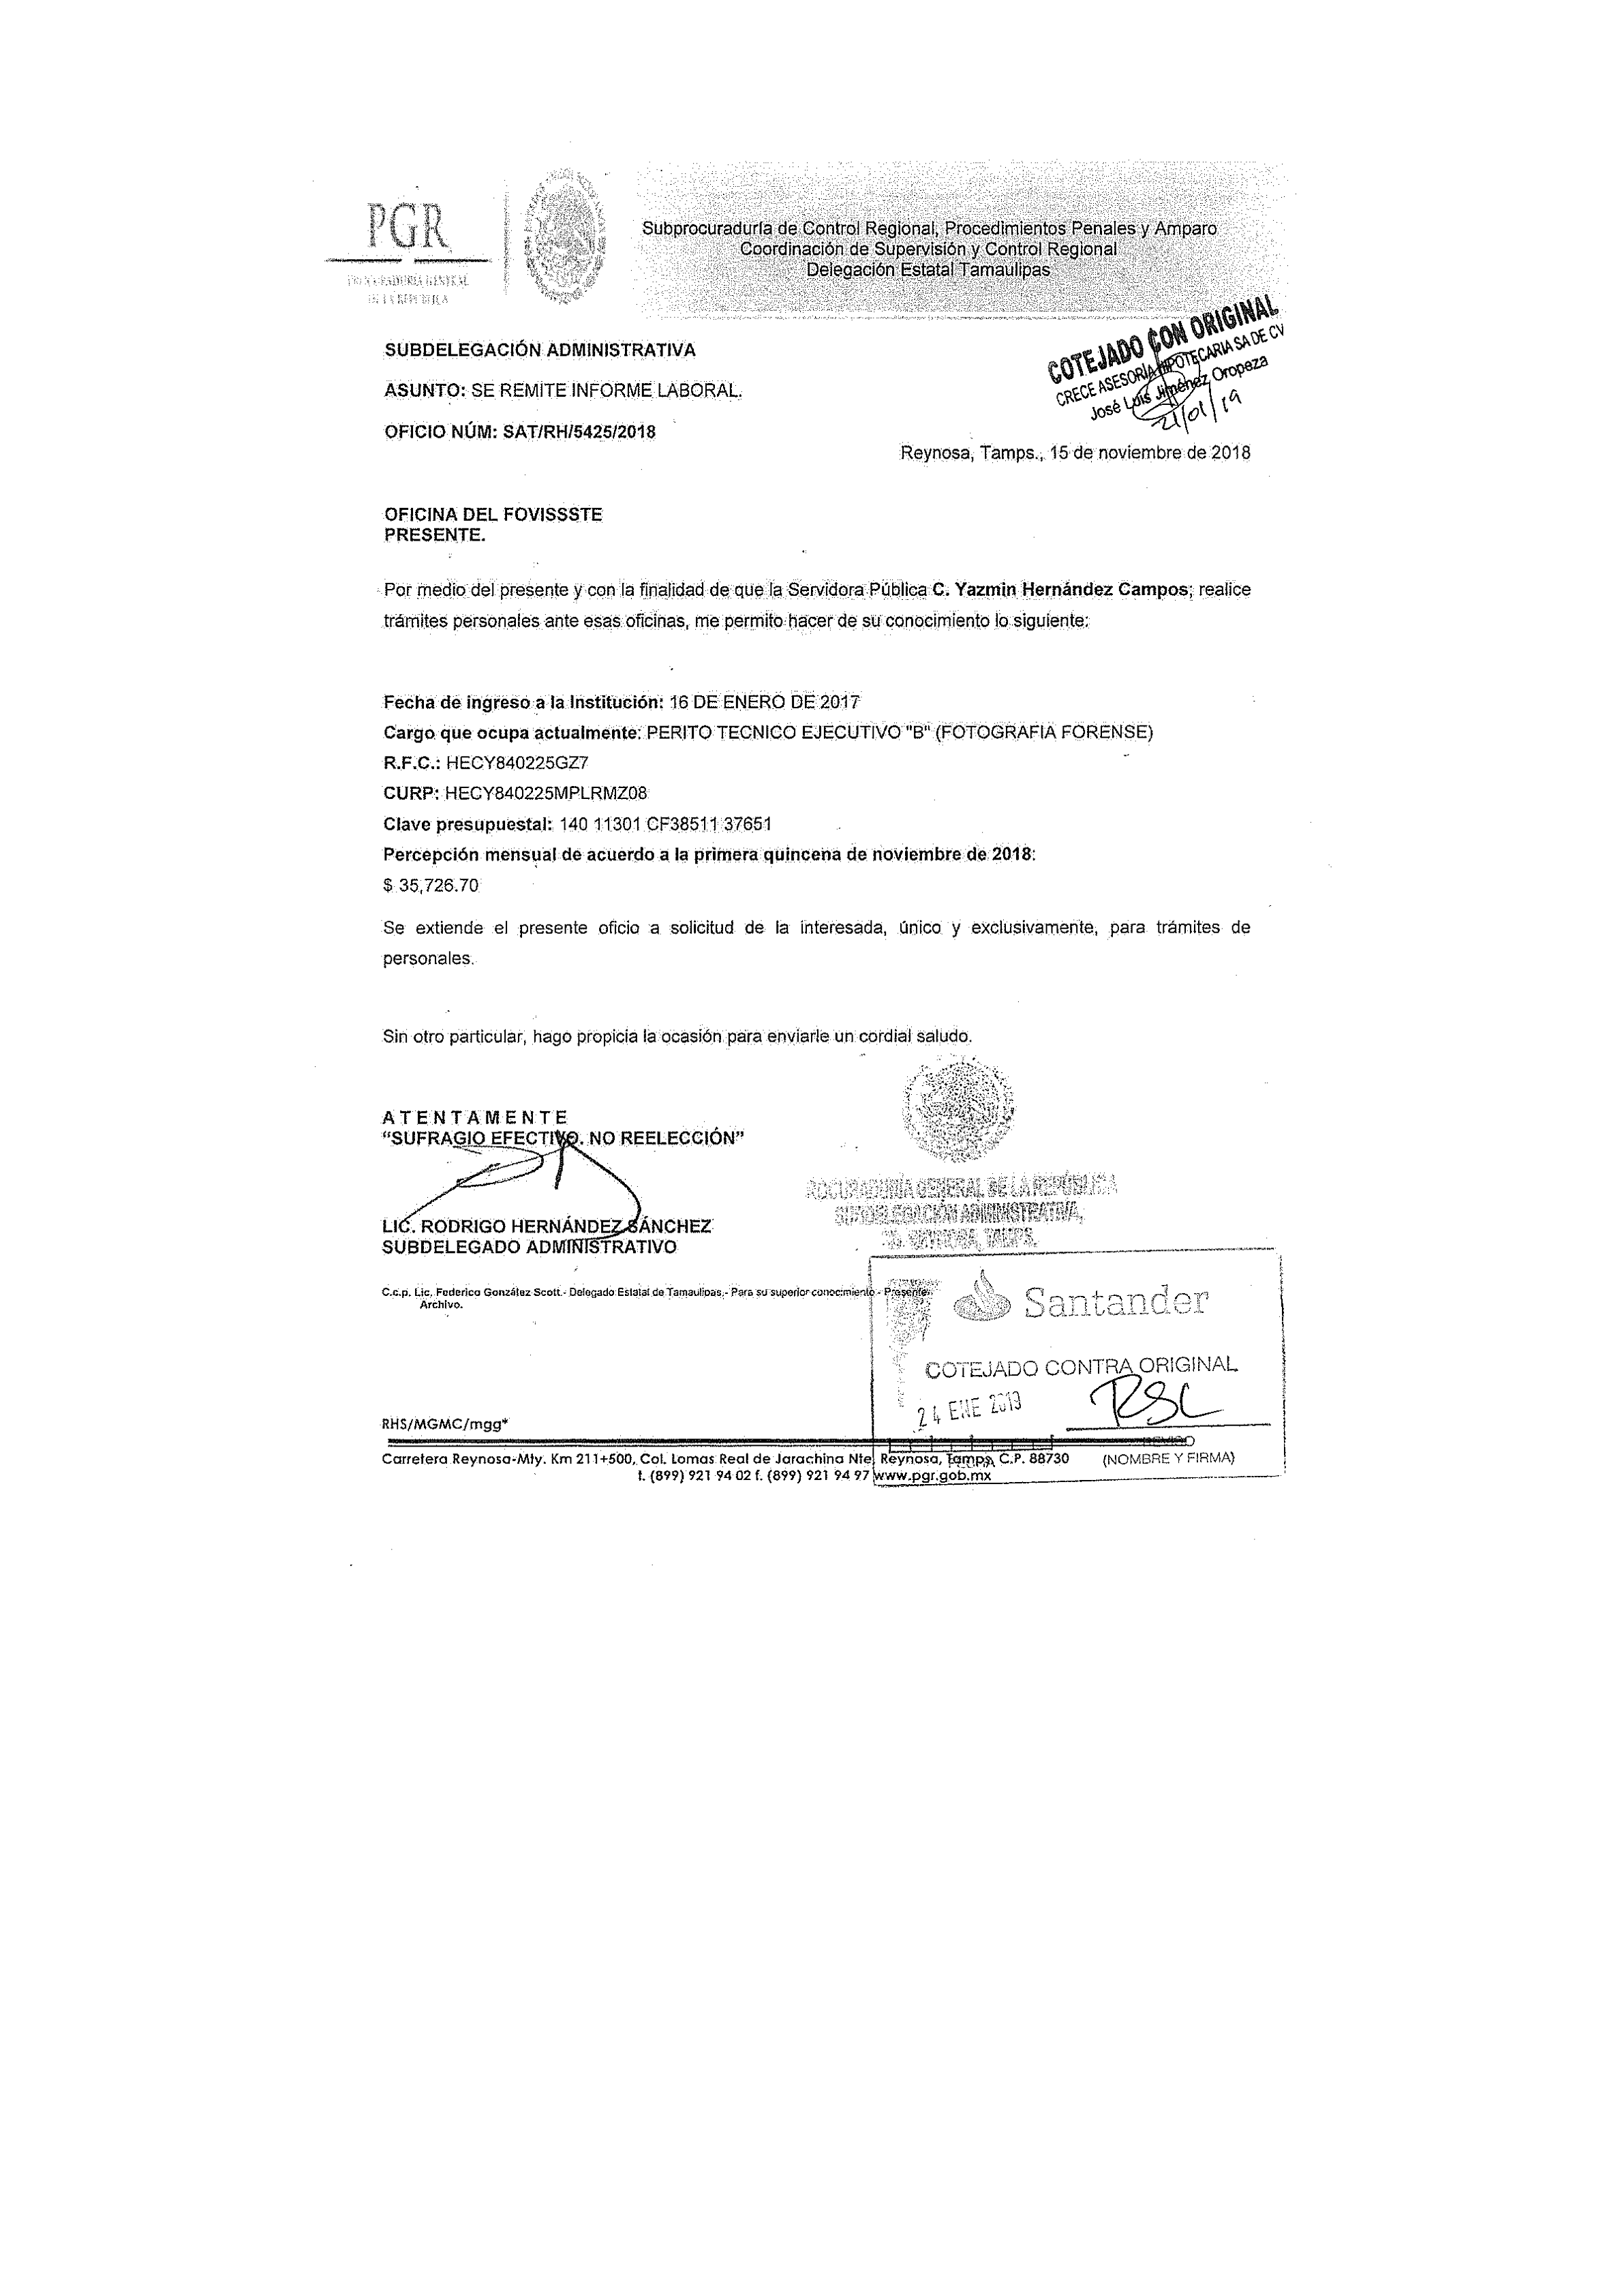 PGR
PROCURADURÍA GENERAL
DE LA REPÚBLICA
Subprocuraduría de Control Regional, Procedimientos Penales y Amparo
Coordinación de Supervisión y Control Regional
Delegación Estatal Tamaulipas
COTEJADO CON ORIGINAL
CRECE ASESORÍA HIPOTECARIA SA DE CV
José Luis Jiménez Oropeza
21/01/19
SUBDELEGACIÓN ADMINISTRATIVA
ASUNTO: SE REMITE INFORME LABORAL.
OFICIO NÚM: SAT/RH/5425/2018
Reynosa, Tamps., 15 de noviembre de 2018
OFICINA DEL FOVISSSTE
PRESENTE.
Por medio del presente y con la finalidad de que la Servidora Pública C. Yazmin Hernández Campos; realice
trámites personales ante esas oficinas, me permito hacer de su conocimiento lo siguiente:
Fecha de ingreso a la Institución: 16 DE ENERO DE 2017
Cargo que ocupa actualmente: PERITO TECNICO EJECUTIVO "B" (FOTOGRAFIA FORENSE)
R.F.C.: HECY840225GZ7
CURP: HECY840225MPLRMZ08
Clave presupuestal: 140 11301 CF38511 37651
Percepción mensual de acuerdo a la primera quincena de noviembre de 2018:
$ 35,726.70
Se extiende el presente oficio a solicitud de la interesada, único y exclusivamente, para trámites de
personales.
Sin otro particular, hago propicia la ocasión para enviarle un cordial saludo.
ATENTAMENTE
“SUFRAGIO EFECTIVO. NO REELECCIÓN”
LIC. RODRIGO HERNÁNDEZ SÁNCHEZ
SUBDELEGADO ADMINISTRATIVO
ROCURADURÍA GENERAL DE LA REPÚBLICA
SUBDELEGACIÓN ADMINISTRATIVA,
TAMPS.
C.c.p. Lic. Federico González Scott.- Delegado Estatal de Tamaulipas.- Para su superior conocimiento.- Presente.
Archivo.
Santander
COTEJADO CONTRA ORIGINAL
24 ENE 2019
RSC
RHS/MGMC/mgg*
Carretera Reynosa-Mty. Km 211+500, Col. Lomas Real de Jarachina Nte, Reynosa, Tamps, C.P. 88730
(NOMBRE Y FIRMA)
t. (899) 921 94 02 f. (899) 921 94 97 www.pgr.gob.mx